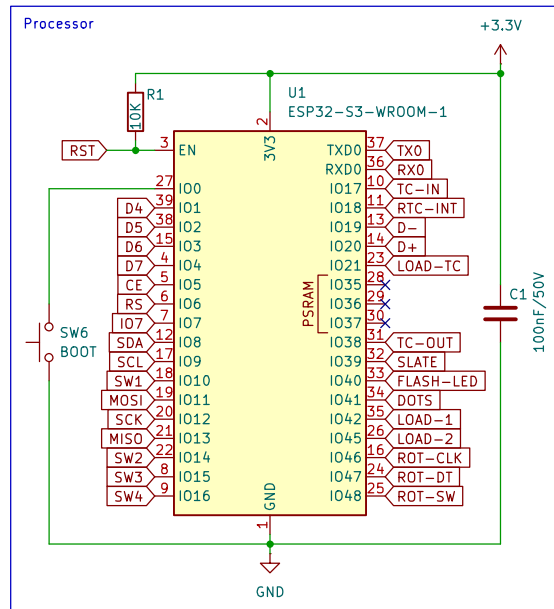 Processor
+3.3V
U1
ESP32-S3-WROOM-1
R1
10K
2
3V3
RST 3 EN TXD0 37 TX0
RXD0 36 RX0
27 IO0 IO17 10 TC-IN
D4 39 IO1 IO18 11 RTC-INT
D5 38 IO2 IO19 13 D-
D6 15 IO3 IO20 14 D+
D7 4 IO4 IO21 23 LOAD-TC
CE 5 IO5 IO35 28
RS 6 IO6 IO36 29
IO7 7 IO7 IO37 30
PSRAM
C1
100nF/50V
SW6
BOOT
SDA 12 IO8 IO38 31 TC-OUT
SCL 17 IO9 IO39 32 SLATE
SW1 18 IO10 IO40 33 FLASH-LED
MOSI 19 IO11 IO41 34 DOTS
SCK 20 IO12 IO42 35 LOAD-1
MISO 21 IO13 IO45 26 LOAD-2
SW2 22 IO14 IO46 16 ROT-CLK
SW3 8 IO15 IO47 24 ROT-DT
SW4 9 IO16 IO48 25 ROT-SW
GND
1
GND